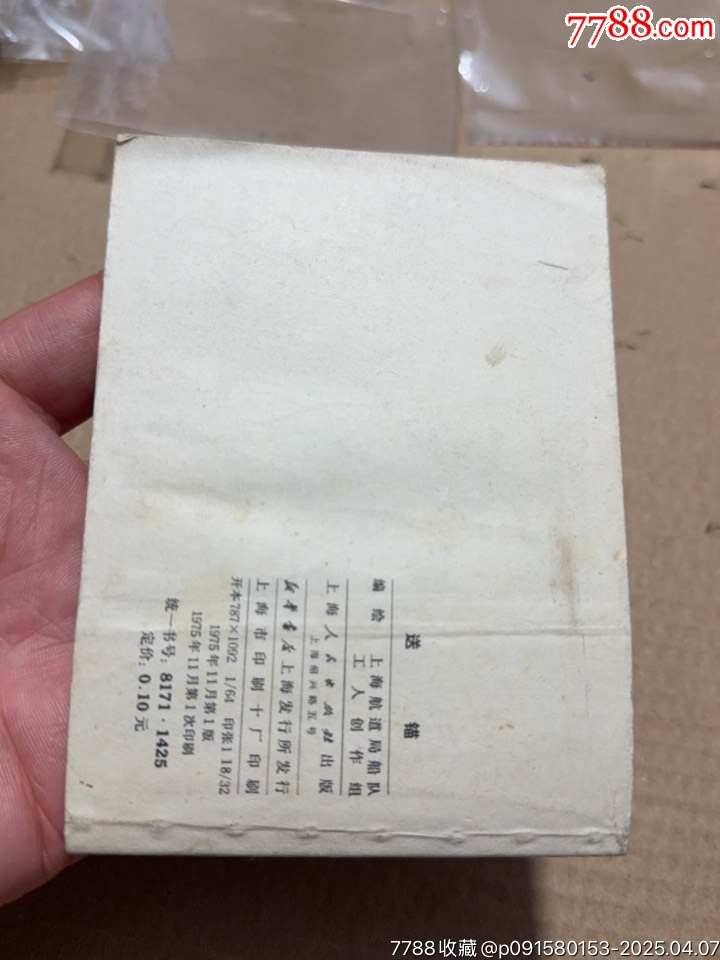 7788.com
送锚
编绘 上海航道局船队
工人创作组
上海人民出版社出版
上海绍兴路五号
新华书店上海发行所发行
上海市印刷十厂印刷
开本787×1092 1/64 印张1 18/32
1975年11月第1版
1975年11月第1次印刷
统一书号: 8171·1425
定价: 0.10元
7788收藏@p091580153-2025.04.07